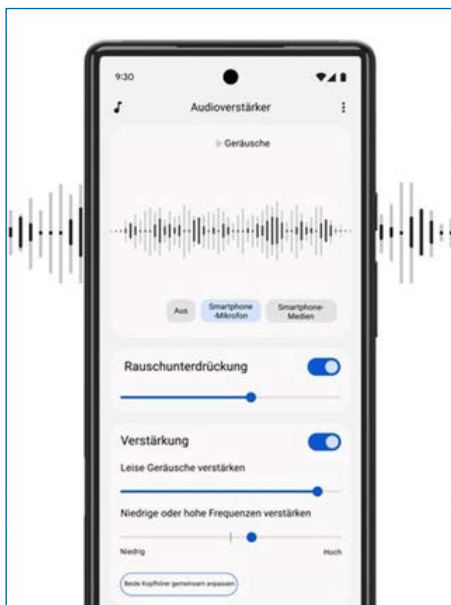 9:30
Audioverstärker
Geräusche
Aus
Smartphone
-Mikrofon
Smartphone-
Medien
Rauschunterdrückung
Verstärkung
Leise Geräusche verstärken
Niedrige oder hohe Frequenzen verstärken
Niedrig Hoch
Beide Kopfhörer gemeinsam anpassen